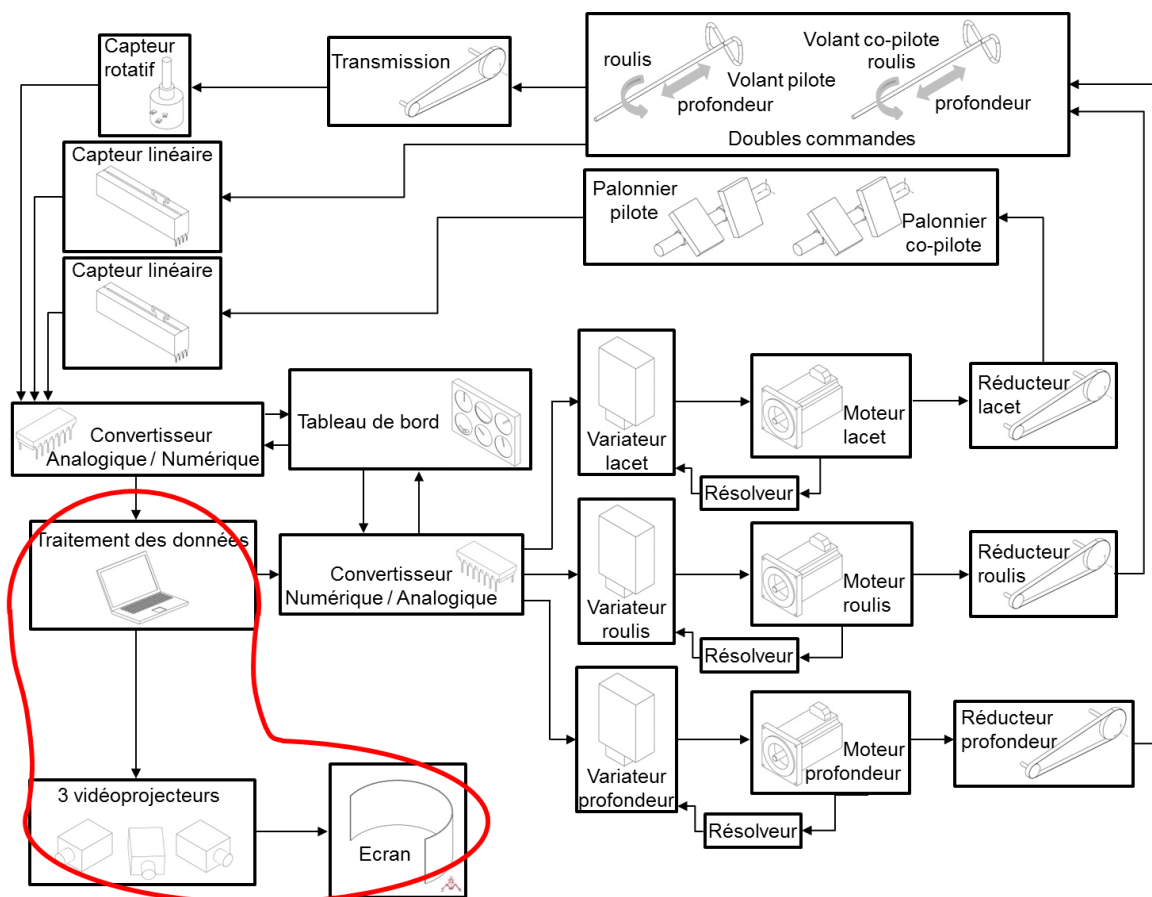 Capteur
rotatif
Transmission
roulis
Volant pilote
profondeur
Volant co-pilote
roulis
profondeur
Doubles commandes
Capteur linéaire
Palonnier
pilote
Palonnier
co-pilote
Capteur linéaire
Convertisseur
Analogique / Numérique
Tableau de bord
Variateur
lacet
Moteur
lacet
Réducteur
lacet
Résolveur
Traitement des données
Convertisseur
Numérique / Analogique
Variateur
roulis
Moteur
roulis
Réducteur
roulis
Résolveur
3 vidéoprojecteurs
Ecran
Variateur
profondeur
Moteur
profondeur
Réducteur
profondeur
Résolveur